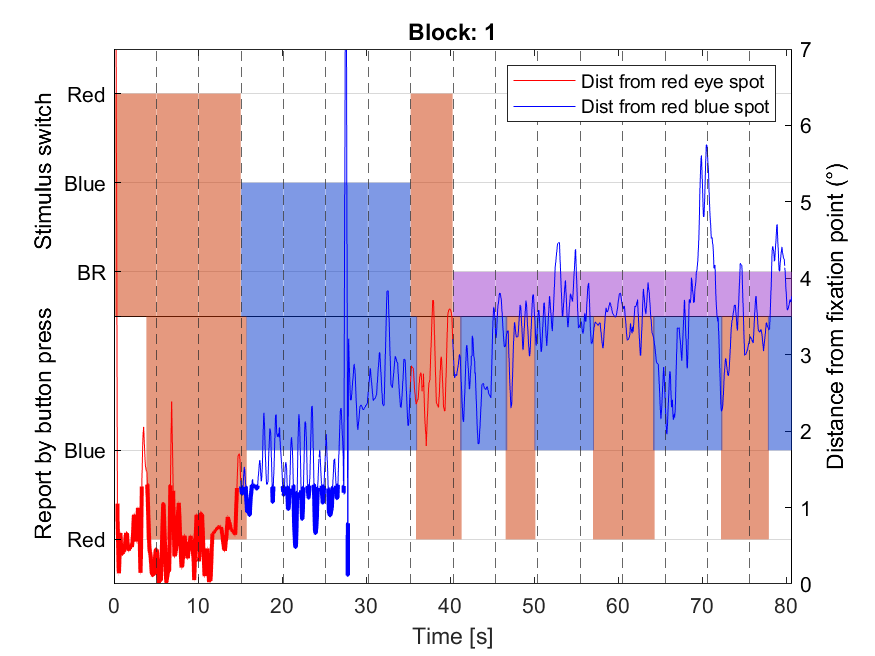 Block: 1
Dist from red eye spot
Dist from red blue spot
Stimulus switch
Report by button press
Red
Blue
BR
Blue
Red
7
6
5
4
3
2
1
0
Distance from fixation point (°)
0
10
20
30
40
50
60
70
80
Time [s]